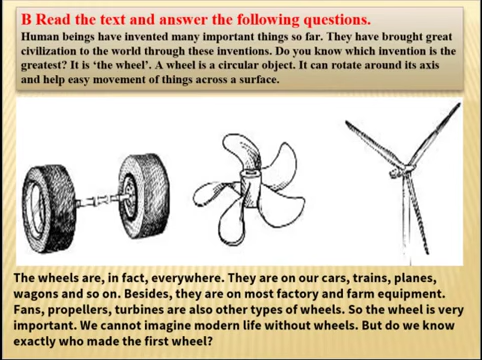 B Read the text and answer the following questions.
Human beings have invented many important things so far. They have brought great
civilization to the world through these inventions. Do you know which invention is the
greatest? It is ‘the wheel’. A wheel is a circular object. It can rotate around its axis
and help easy movement of things across a surface.
The wheels are, in fact, everywhere. They are on our cars, trains, planes,
wagons and so on. Besides, they are on most factory and farm equipment.
Fans, propellers, turbines are also other types of wheels. So the wheel is very
important. We cannot imagine modern life without wheels. But do we know
exactly who made the first wheel?